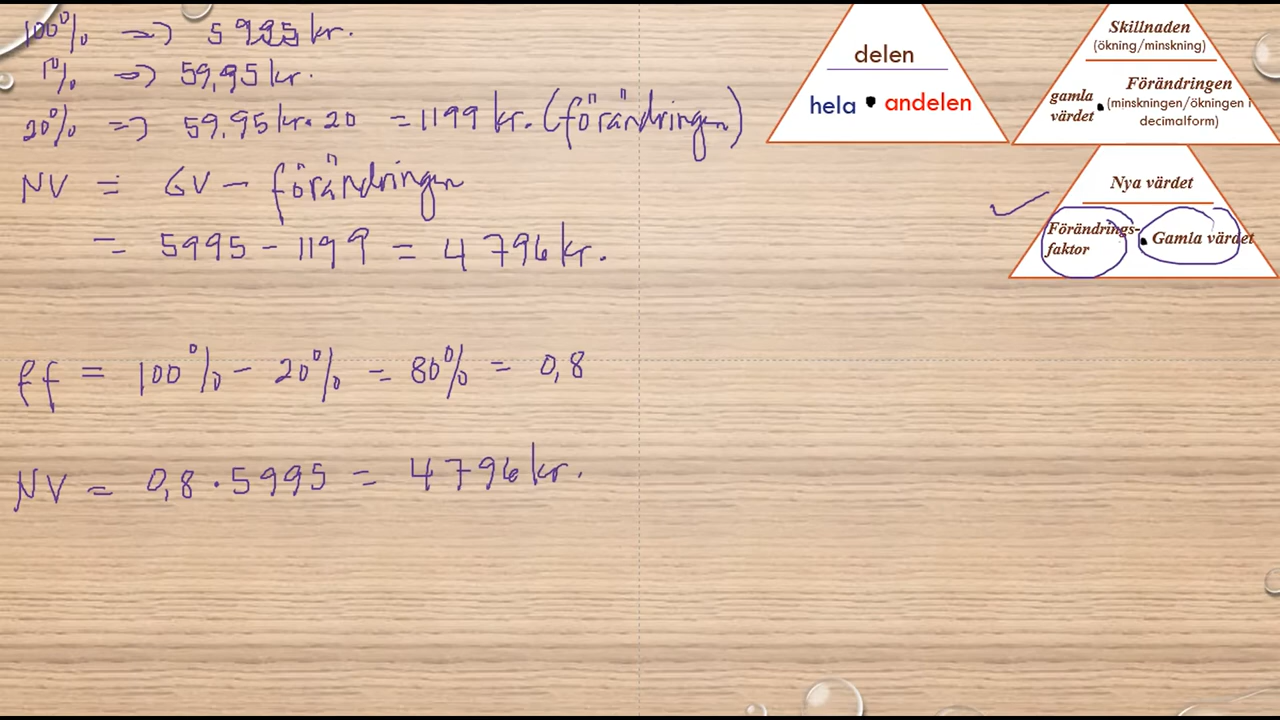 100% => 5995 kr.
1% => 59,95 kr.
20% => 59,95 kr • 20 = 1199 kr. (förändringen)
NV = GV - förändringen
= 5995 - 1199 = 4796 kr.
ff = 100% - 20% = 80% = 0,8
NV = 0,8 • 5995 = 4796 kr.
delen
hela • andelen
Skillnaden
(ökning/minskning)
gamla värdet • Förändringen
(minskningen/ökningen i
decimalform)
Nya värdet
Förändrings-
faktor • Gamla värdet